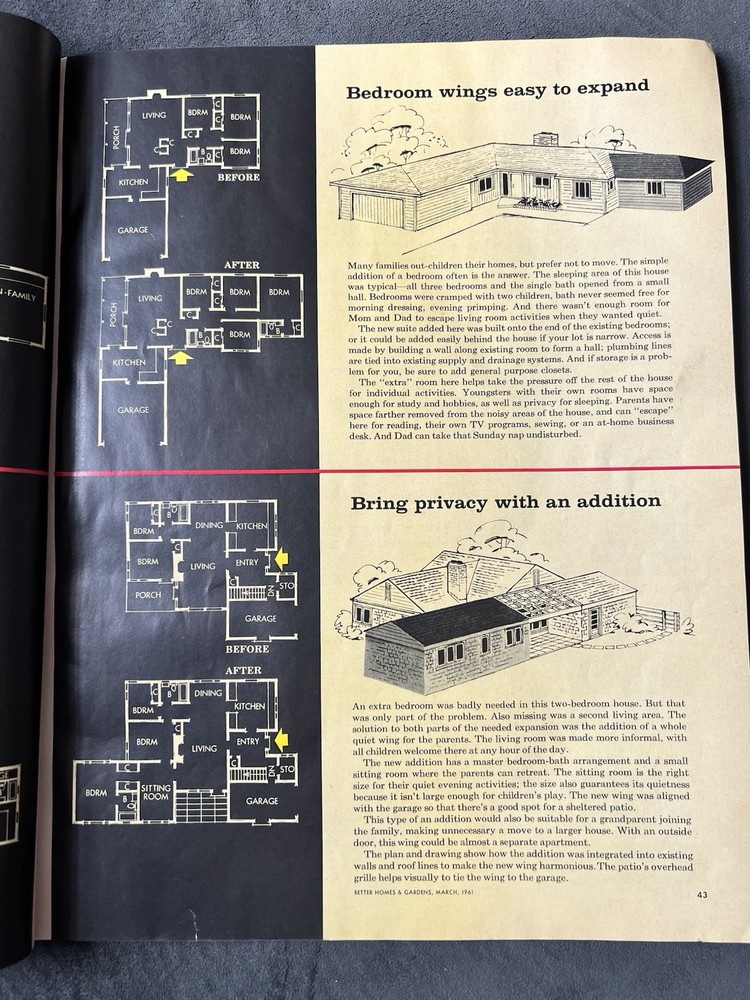 Bedroom wings easy to expand
PORCH
LIVING
BDRM
C
C
BDRM
C
C
C
B
C
BDRM
KITCHEN
BEFORE
GARAGE
AFTER
PORCH
LIVING
BDRM
C
C
BDRM
BDRM
C
C
B
C
BDRM
B
C
KITCHEN
GARAGE
Many families out-children their homes, but prefer not to move. The simple
addition of a bedroom often is the answer. The sleeping area of this house
was typical—all three bedrooms and the single bath opened from a small
hall. Bedrooms were cramped with two children, bath never seemed free for
morning dressing, evening primping. And there wasn't enough room for
Mom and Dad to escape living room activities when they wanted quiet.
The new suite added here was built onto the end of the existing bedrooms;
or it could be added easily behind the house if your lot is narrow. Access is
made by building a wall along existing room to form a hall; plumbing lines
are tied into existing supply and drainage systems. And if storage is a prob-
lem for you, be sure to add general purpose closets.
The "extra" room here helps take the pressure off the rest of the house
for individual activities. Youngsters with their own rooms have space
enough for study and hobbies, as well as privacy for sleeping. Parents have
space farther removed from the noisy areas of the house, and can "escape"
here for reading, their own TV programs, sewing, or an at-home business
desk. And Dad can take that Sunday nap undisturbed.
N-FAMILY
Bring privacy with an addition
BDRM
C
B
DINING
KITCHEN
BDRM
C
LIVING
ENTRY
PORCH
C
DN
STO
GARAGE
BEFORE
AFTER
BDRM
C
B
DINING
KITCHEN
C
BDRM
LIVING
ENTRY
C
DN
STO
BDRM
C
C
B
SITTING
ROOM
GARAGE
An extra bedroom was badly needed in this two-bedroom house. But that
was only part of the problem. Also missing was a second living area. The
solution to both parts of the needed expansion was the addition of a whole
quiet wing for the parents. The living room was made more informal, with
all children welcome there at any hour of the day.
The new addition has a master bedroom-bath arrangement and a small
sitting room where the parents can retreat. The sitting room is the right
size for their quiet evening activities; the size also guarantees its quietness
because it isn't large enough for children's play. The new wing was aligned
with the garage so that there's a good spot for a sheltered patio.
This type of an addition would also be suitable for a grandparent joining
the family, making unnecessary a move to a larger house. With an outside
door, this wing could be almost a separate apartment.
The plan and drawing show how the addition was integrated into existing
walls and roof lines to make the new wing harmonious. The patio's overhead
grille helps visually to tie the wing to the garage.
BETTER HOMES & GARDENS, MARCH, 1961
43